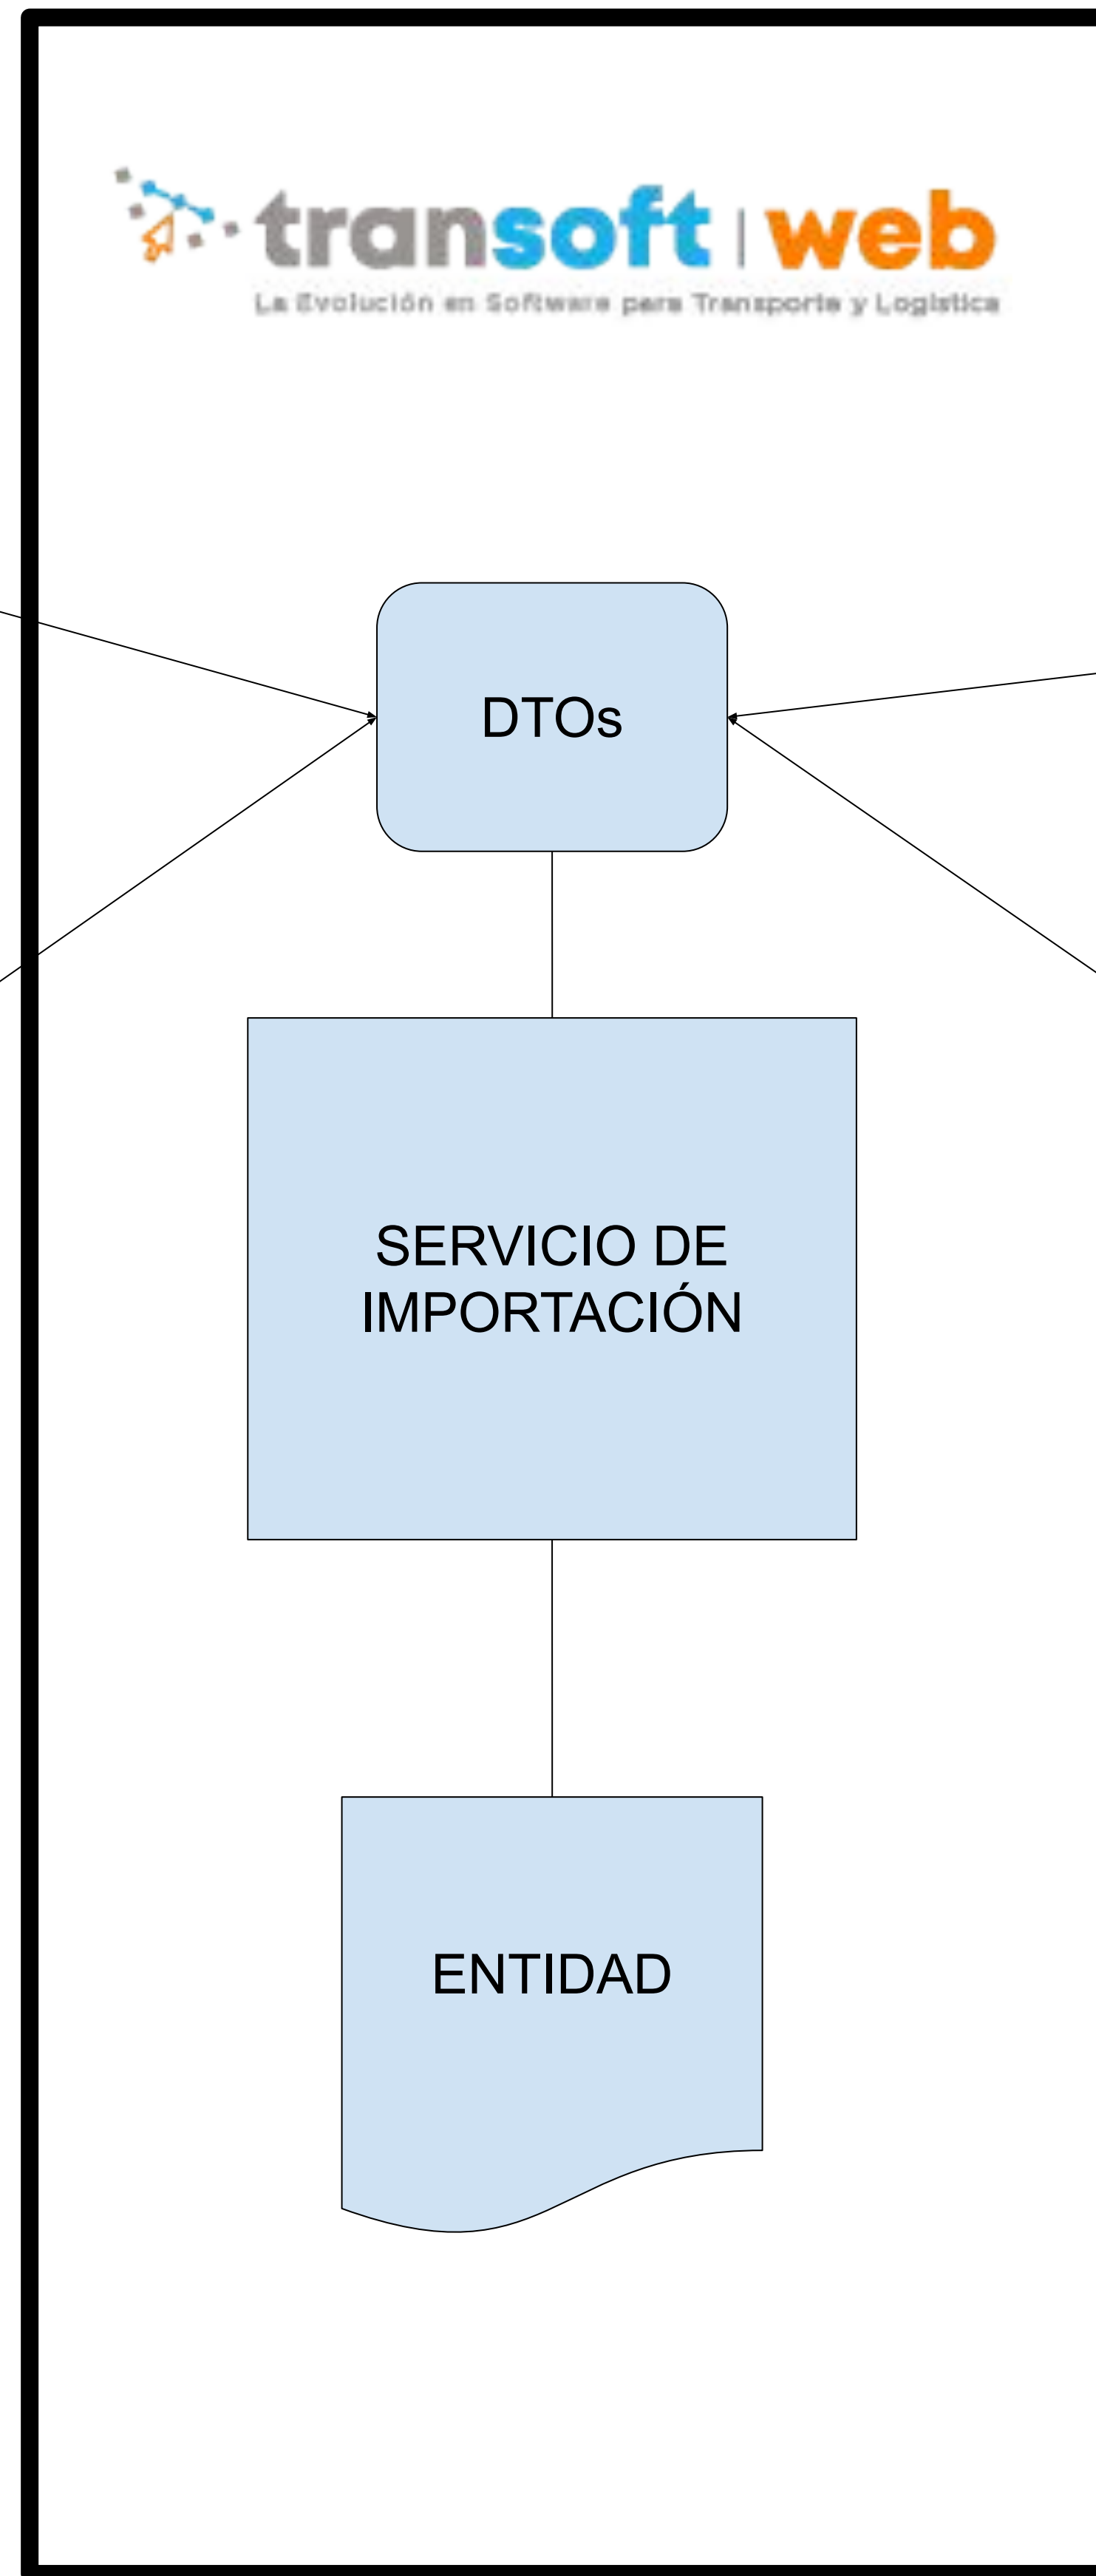 transoft | web
La Evolución en Software para Transporte y Logística
DTOs
SERVICIO DE
IMPORTACIÓN
ENTIDAD